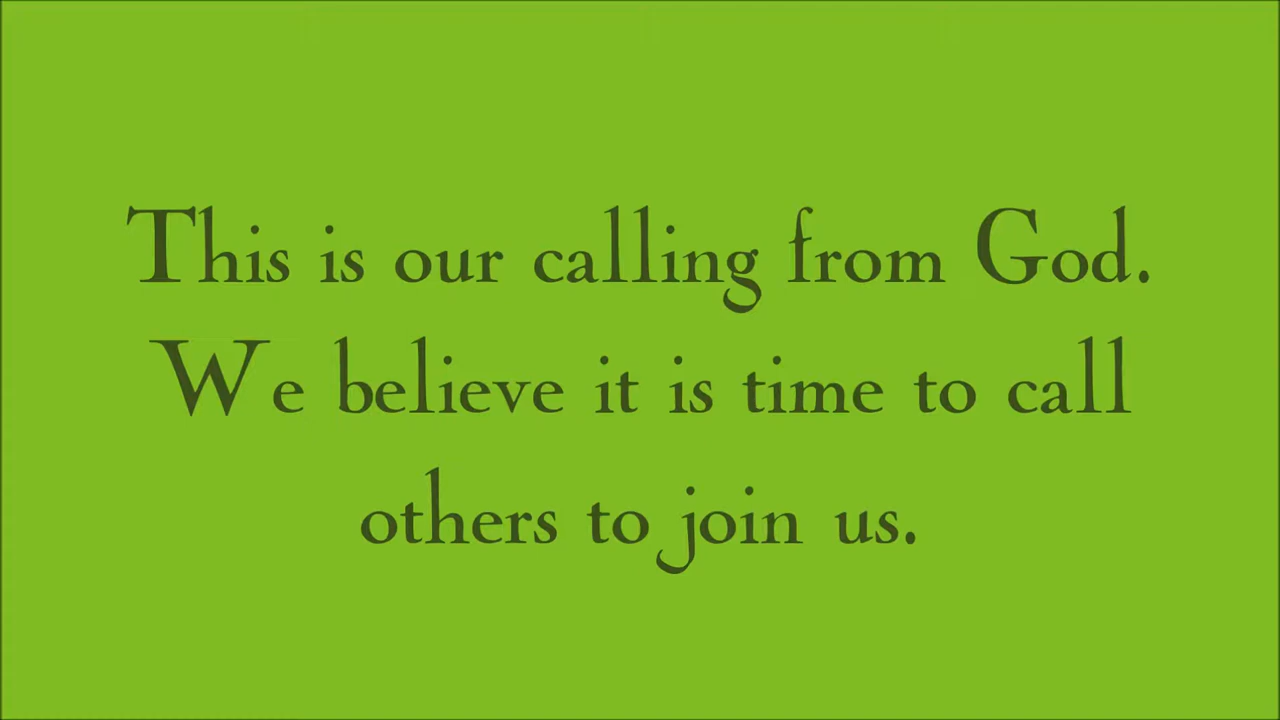 This is our calling from God.
We believe it is time to call
others to join us.